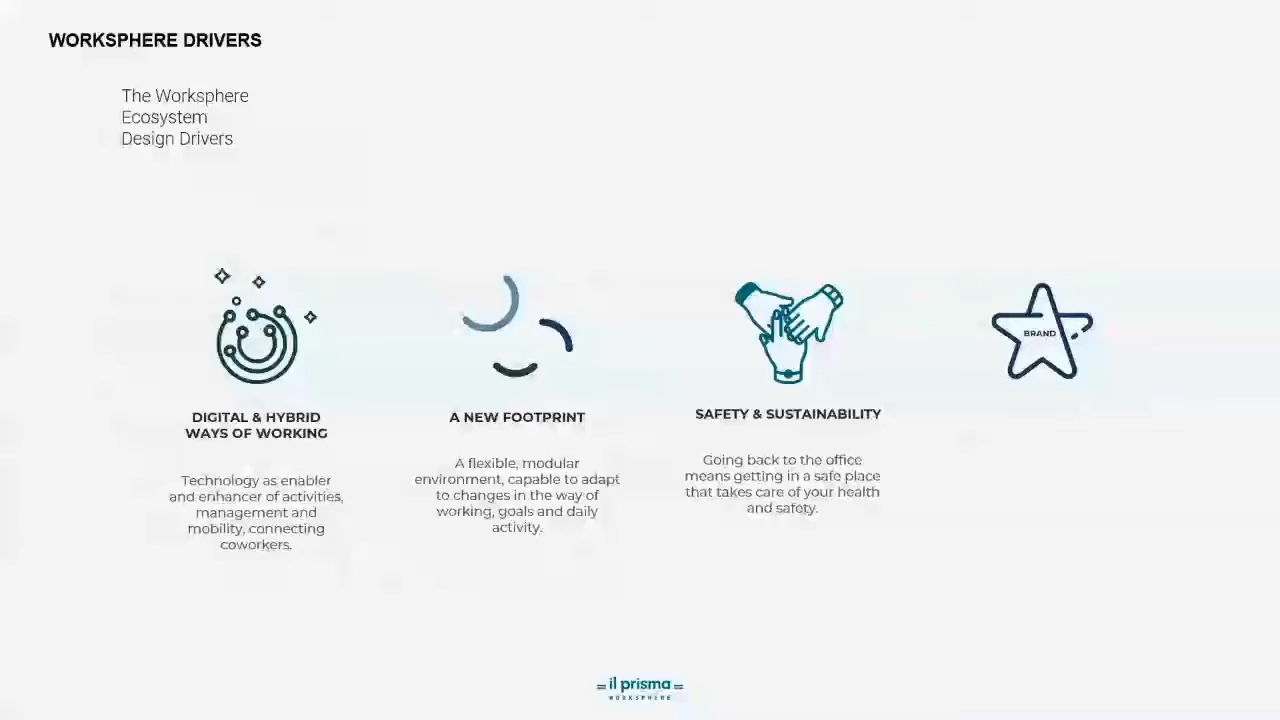 WORKSPHERE DRIVERS
The Worksphere
Ecosystem
Design Drivers
DIGITAL & HYBRID
WAYS OF WORKING
Technology as enabler
and enhancer of activities,
management and
mobility, connecting
coworkers.
A NEW FOOTPRINT
A flexible, modular
environment, capable to adapt
to changes in the way of
working, goals and daily
activity.
SAFETY & SUSTAINABILITY
Going back to the office
means getting in a safe place
that takes care of your health
and safety.
BRAND
il prisma
WORKSPHERE